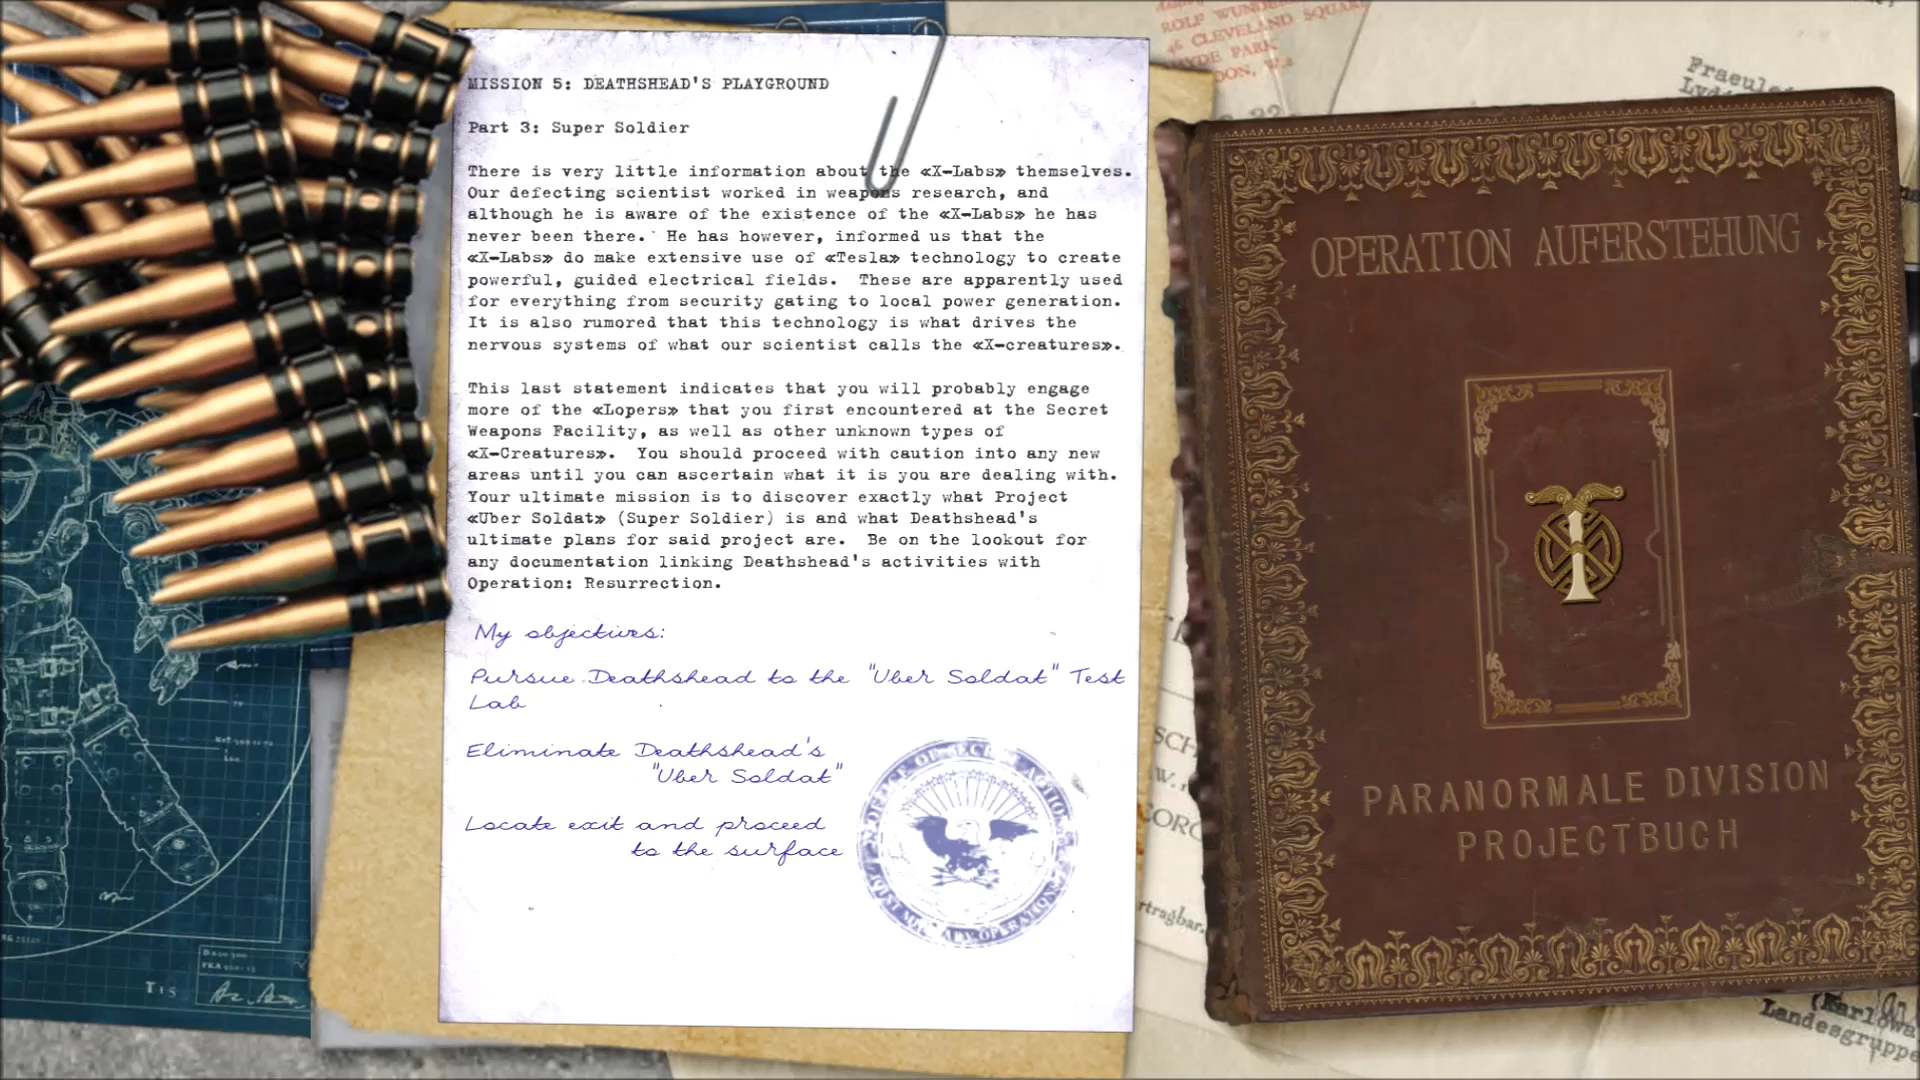 MISSION 5: DEATHSHEAD'S PLAYGROUND
Part 3: Super Soldier
There is very little information about the «X-Labs» themselves.
Our defecting scientist worked in weapons research, and
although he is aware of the existence of the «X-Labs» he has
never been there. He has however, informed us that the
«X-Labs» do make extensive use of «Tesla» technology to create
powerful, guided electrical fields. These are apparently used
for everything from security gating to local power generation.
It is also rumored that this technology is what drives the
nervous systems of what our scientist calls the «X-creatures».
This last statement indicates that you will probably engage
more of the «Lopers» that you first encountered at the Secret
Weapons Facility, as well as other unknown types of
«X-Creatures». You should proceed with caution into any new
areas until you can ascertain what it is you are dealing with.
Your ultimate mission is to discover exactly what Project
«Uber Soldat» (Super Soldier) is and what Deathshead's
ultimate plans for said project are. Be on the lookout for
any documentation linking Deathshead's activities with
Operation: Resurrection.
My objectives:
Pursue Deathshead to the "Uber Soldat" Test
Lab
Eliminate Deathshead's
"Uber Soldat"
Locate exit and proceed
to the surface
OPERATION AUFERSTEHUNG
PARANORMALE DIVISION
PROJECTBUCH
ROLF
CLEVELAND SQUARE
HYDE PARK
Fraeule
Landesgruppe